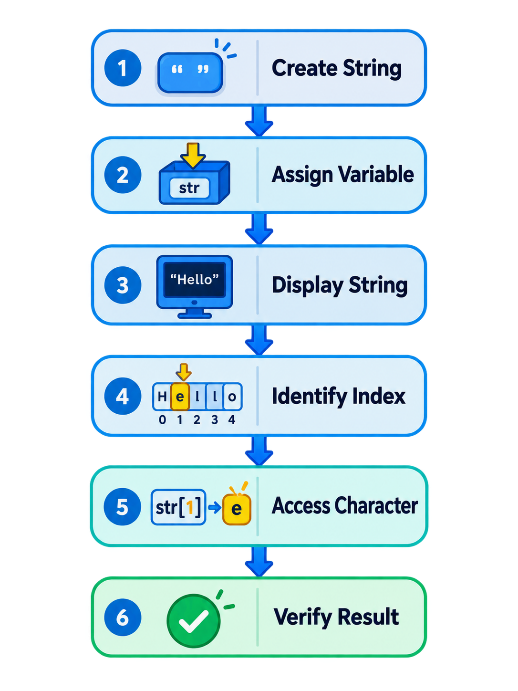 1
“ ”
Create String
2
str
Assign Variable
3
“Hello”
Display String
4
H e l l o
0 1 2 3 4
Identify Index
5
str[1] → e
Access Character
6
Verify Result